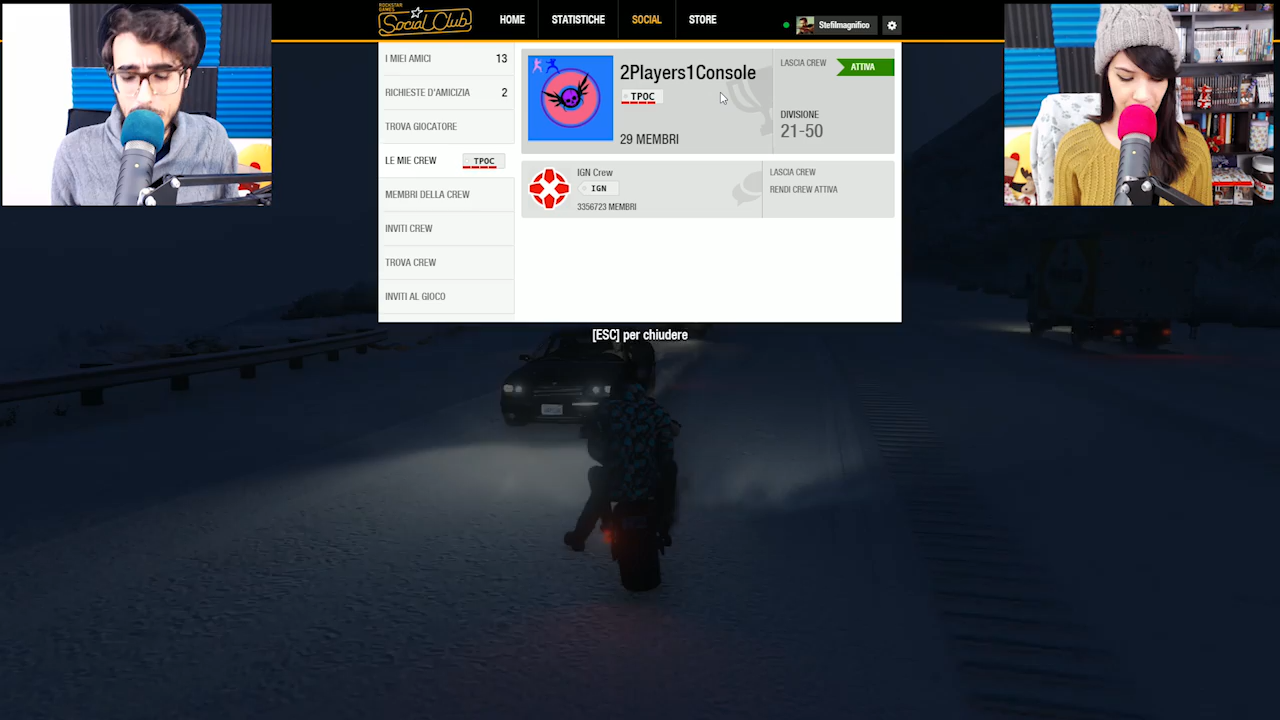 ROCKSTAR GAMES
Social Club
HOME
STATISTICHE
SOCIAL
STORE
Stefilmagnifico
I MIEI AMICI 13
RICHIESTE D'AMICIZIA 2
TROVA GIOCATORE
LE MIE CREW TPOC
MEMBRI DELLA CREW
INVITI CREW
TROVA CREW
INVITI AL GIOCO
2Players1Console
TPOC
29 MEMBRI
LASCIA CREW
ATTIVA
DIVISIONE
21-50
IGN Crew
IGN
3356723 MEMBRI
LASCIA CREW
RENDI CREW ATTIVA
[ESC] per chiudere